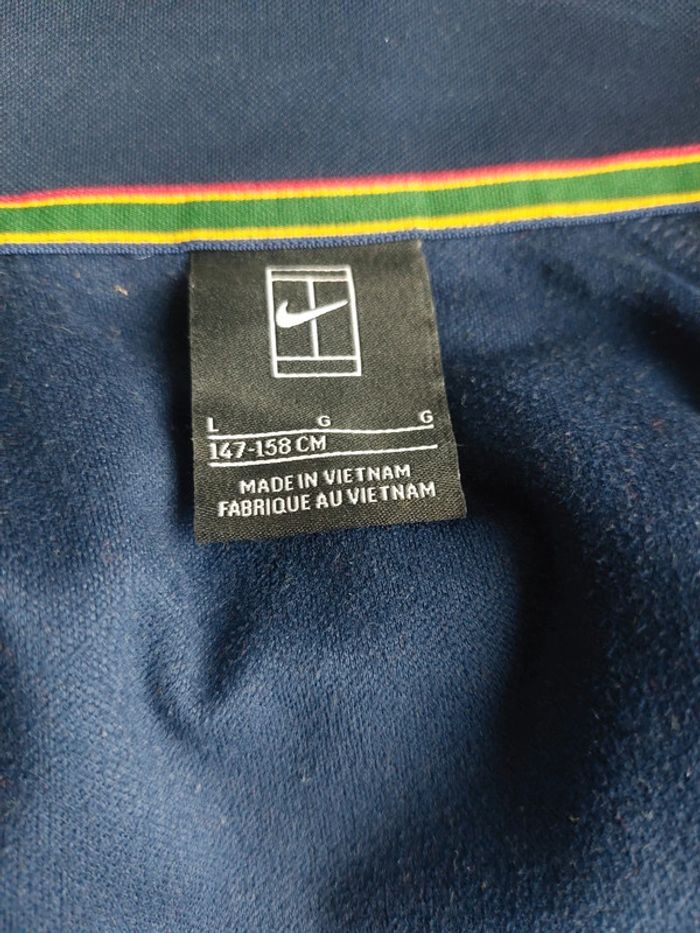 L G G
147-158 CM
MADE IN VIETNAM
FABRIQUE AU VIETNAM